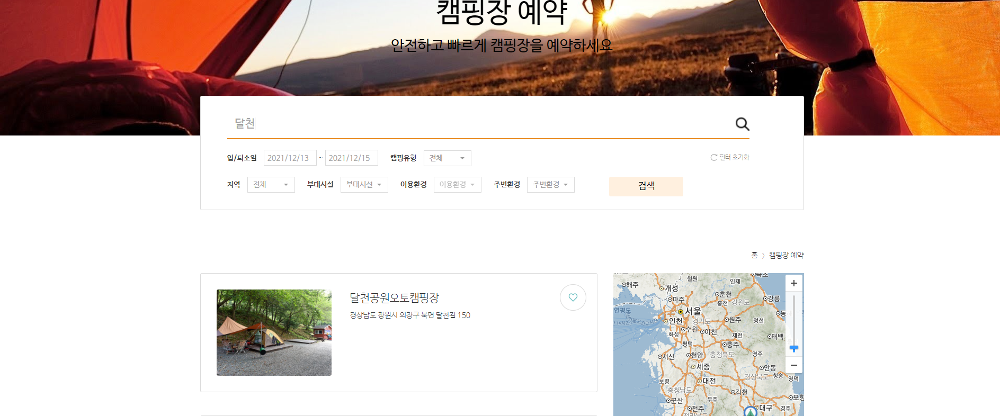 캠핑장 예약
안전하고 빠르게 캠핑장을 예약하세요
달천
입/퇴소일 2021/12/13 ~ 2021/12/15 캠핑유형 전체 필터 초기화
지역 전체 부대시설 부대시설 이용환경 이용환경 주변환경 주변환경 검색
홈 > 캠핑장 예약
달천공원오토캠핑장
경상남도 창원시 의창구 북면 달천길 150
철원 속초
해주 인제
개성
춘천
파주 홍천 강원도 강릉
연평도 서울
인천 경기도 원주 정선
수원 이천
화성 제천 태백
평택 충주
서산 천안 충청북도 영주
세종 안동
보령 대전 경상북도 청송 영덕
충청남도 김천
군산 무주 포항
전주 대구 경주
전라북도